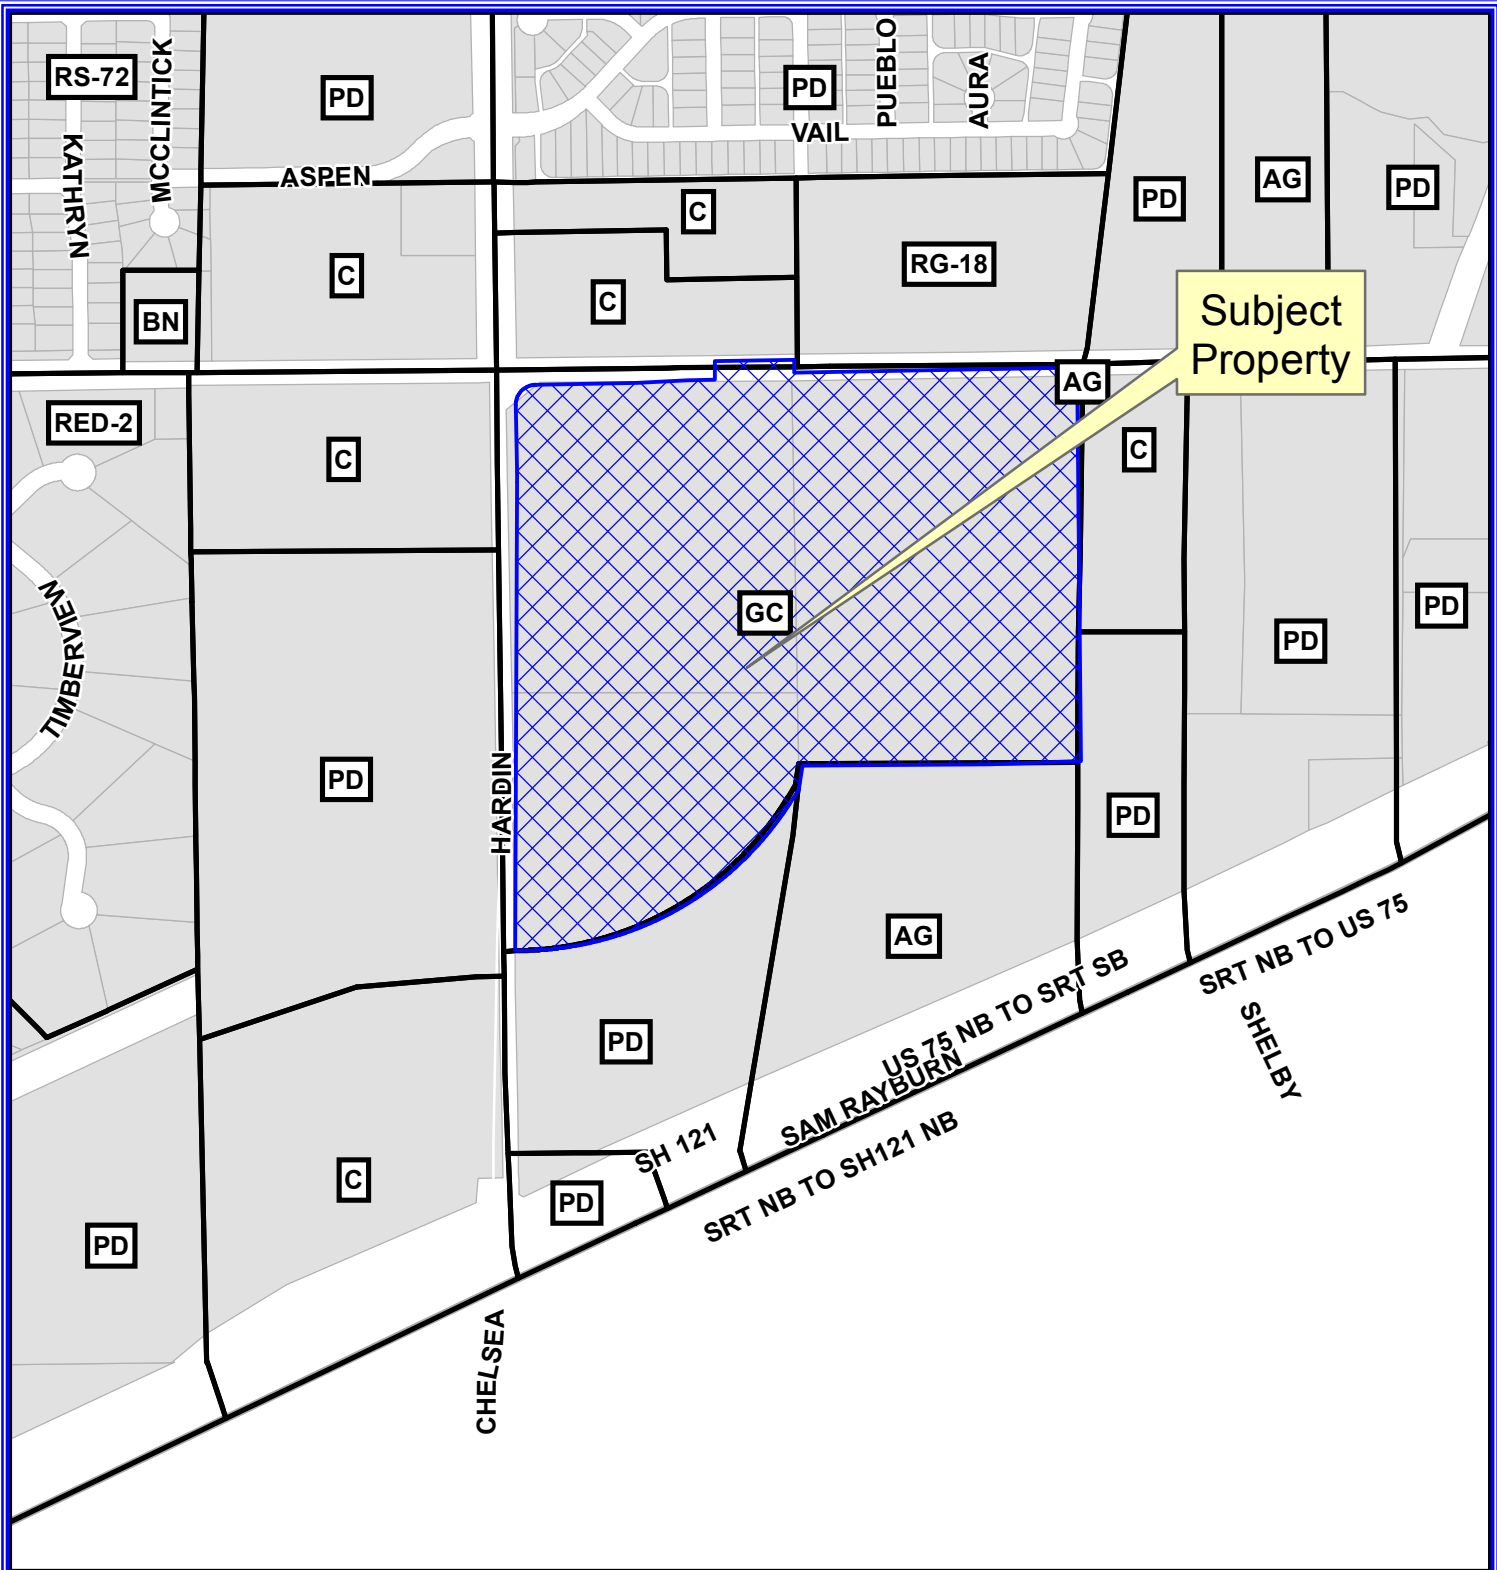 RS-72
MCCLINTICK
KATHRYN
PD
PD
PUEBLO
AURA
VAIL
ASPEN
C
RG-18
PD
AG
PD
BN
C
C
Subject
Property
AG
RED-2
C
C
GC
PD
PD
TIMBERVIEW
PD
HARDIN
PD
AG
PD
US 75 NB TO SRT SB
SAM RAYBURN
SRT NB TO US 75
SHELBY
SH 121
SRT NB TO SH121 NB
C
PD
PD
CHELSEA